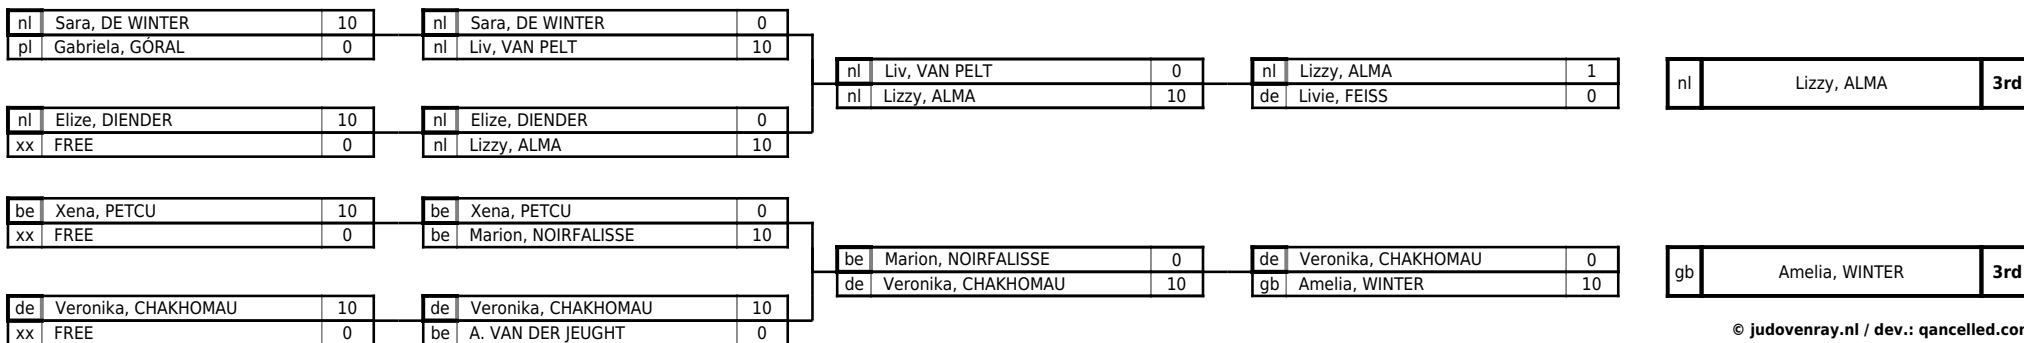 nl Sara, DE WINTER 10
pl Gabriela, GÓRAL 0
nl Sara, DE WINTER 0
nl Liv, VAN PELT 10
nl Liv, VAN PELT 0
nl Lizzy, ALMA 10
nl Lizzy, ALMA 1
de Livie, FEISS 0
nl Lizzy, ALMA 3rd
nl Elize, DIENDER 10
xx FREE 0
nl Elize, DIENDER 0
nl Lizzy, ALMA 10
be Xena, PETCU 10
xx FREE 0
be Xena, PETCU 0
be Marion, NOIRFALISSE 10
be Marion, NOIRFALISSE 0
de Veronika, CHAKHOMAU 10
de Veronika, CHAKHOMAU 0
gb Amelia, WINTER 10
gb Amelia, WINTER 3rd
de Veronika, CHAKHOMAU 10
xx FREE 0
de Veronika, CHAKHOMAU 10
be A. VAN DER JEUGHT 0
© judovenray.nl / dev.: qancelled.com